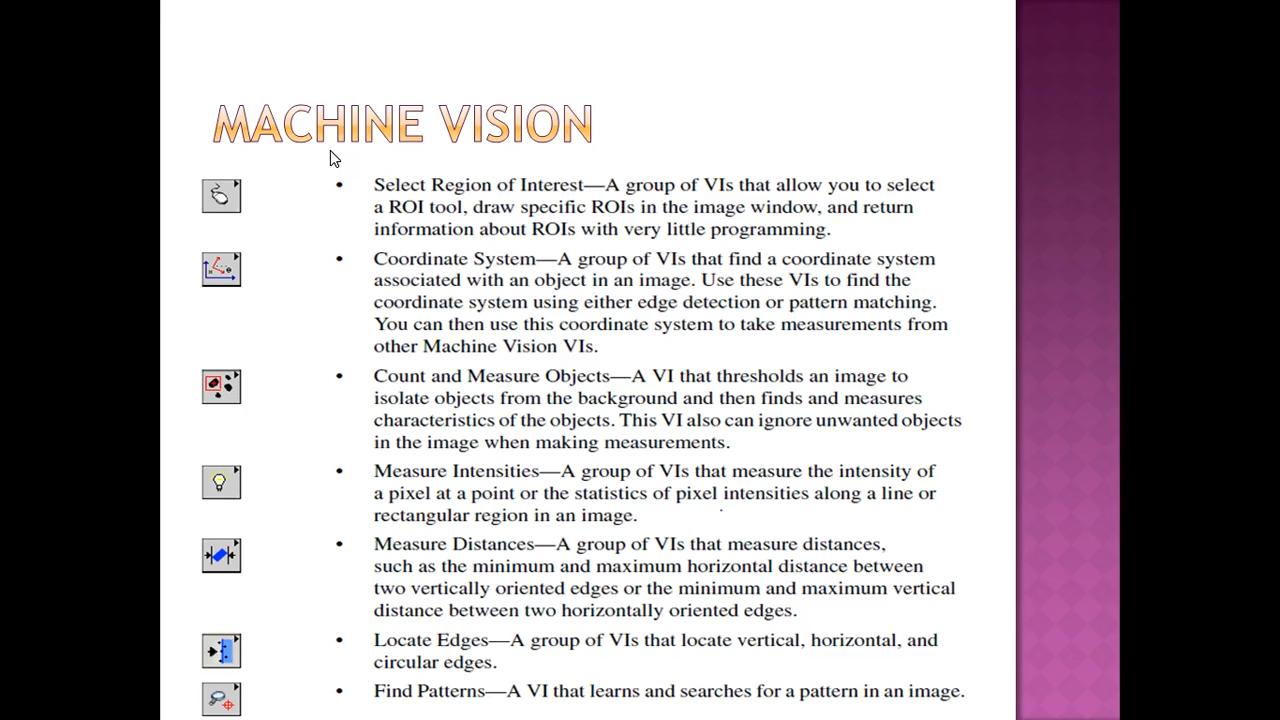 MACHINE VISION
• Select Region of Interest—A group of VIs that allow you to select
a ROI tool, draw specific ROIs in the image window, and return
information about ROIs with very little programming.
• Coordinate System—A group of VIs that find a coordinate system
associated with an object in an image. Use these VIs to find the
coordinate system using either edge detection or pattern matching.
You can then use this coordinate system to take measurements from
other Machine Vision VIs.
• Count and Measure Objects—A VI that thresholds an image to
isolate objects from the background and then finds and measures
characteristics of the objects. This VI also can ignore unwanted objects
in the image when making measurements.
• Measure Intensities—A group of VIs that measure the intensity of
a pixel at a point or the statistics of pixel intensities along a line or
rectangular region in an image.
• Measure Distances—A group of VIs that measure distances,
such as the minimum and maximum horizontal distance between
two vertically oriented edges or the minimum and maximum vertical
distance between two horizontally oriented edges.
• Locate Edges—A group of VIs that locate vertical, horizontal, and
circular edges.
• Find Patterns—A VI that learns and searches for a pattern in an image.